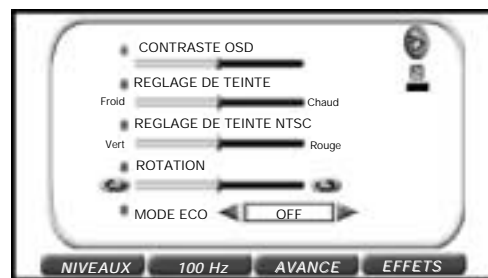 CONTRASTE OSD
REGLAGE DE TEINTE
Froid Chaud
REGLAGE DE TEINTE NTSC
Vert Rouge
ROTATION
MODE ECO OFF
NIVEAUX 100 Hz AVANCE EFFETS